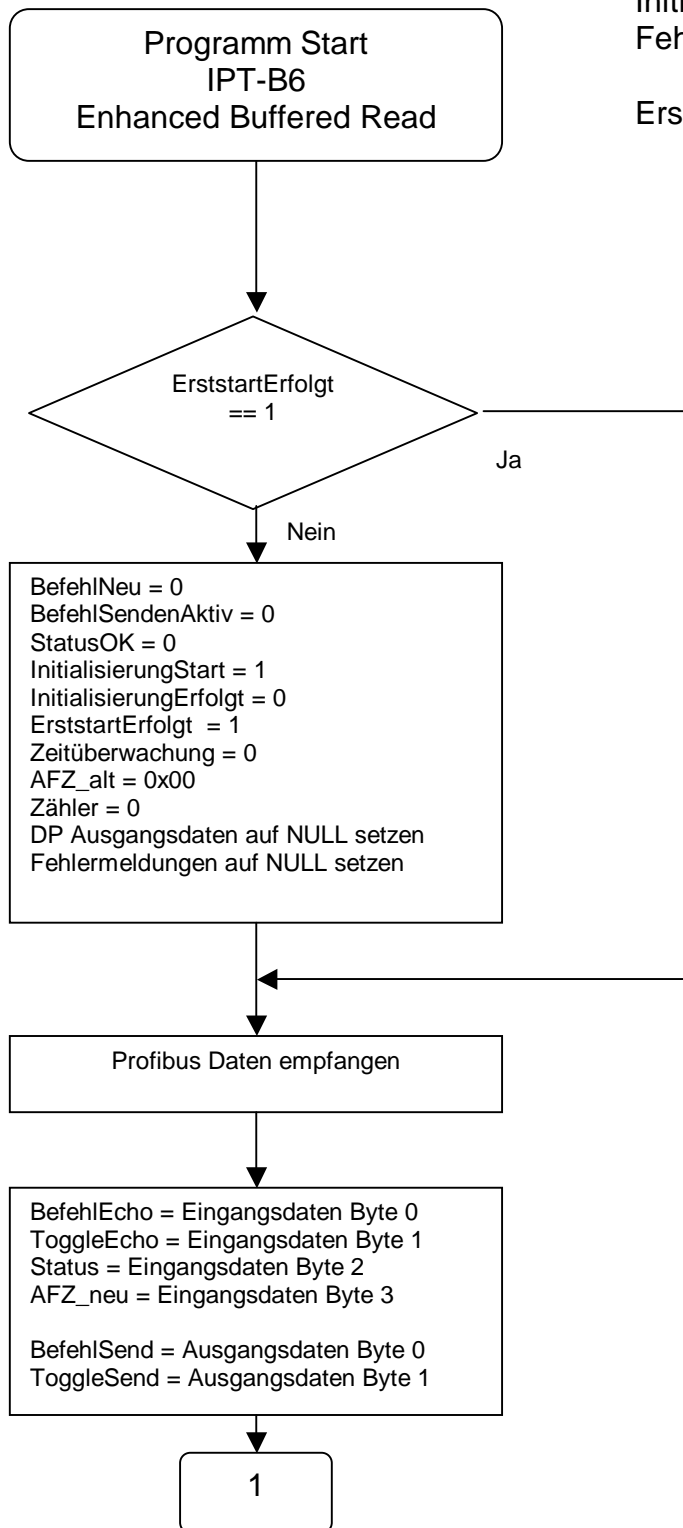 Programm Start
IPT-B6
Enhanced Buffered Read
ErststartErfolgt
== 1
Ja
Nein
BefehlNeu = 0
BefehlSendenAktiv = 0
StatusOK = 0
InitialisierungStart = 1
InitialisierungErfolgt = 0
ErststartErfolgt = 1
Zeitüberwachung = 0
AFZ_alt = 0x00
Zähler = 0
DP Ausgangsdaten auf NULL setzen
Fehlermeldungen auf NULL setzen
Profibus Daten empfangen
BefehlEcho = Eingangsdaten Byte 0
ToggleEcho = Eingangsdaten Byte 1
Status = Eingangsdaten Byte 2
AFZ_neu = Eingangsdaten Byte 3
BefehlSend = Ausgangsdaten Byte 0
ToggleSend = Ausgangsdaten Byte 1
1